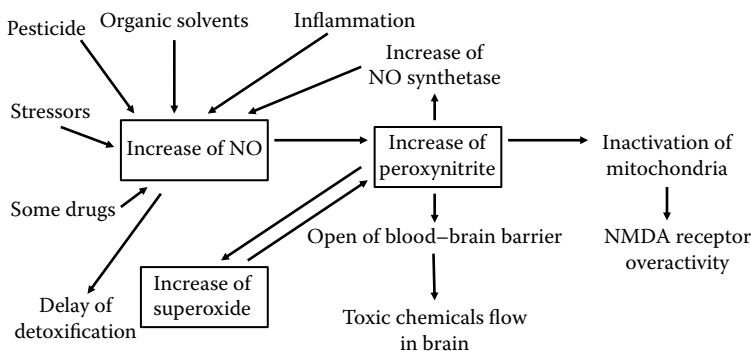 Pesticide
Organic solvents
Inflammation
Increase of
NO synthetase
Stressors
Increase of NO
Increase of
peroxynitrite
Inactivation of
mitochondria
Some drugs
Open of blood–brain barrier
NMDA receptor
overactivity
Increase of
superoxide
Delay of
detoxification
Toxic chemicals flow
in brain